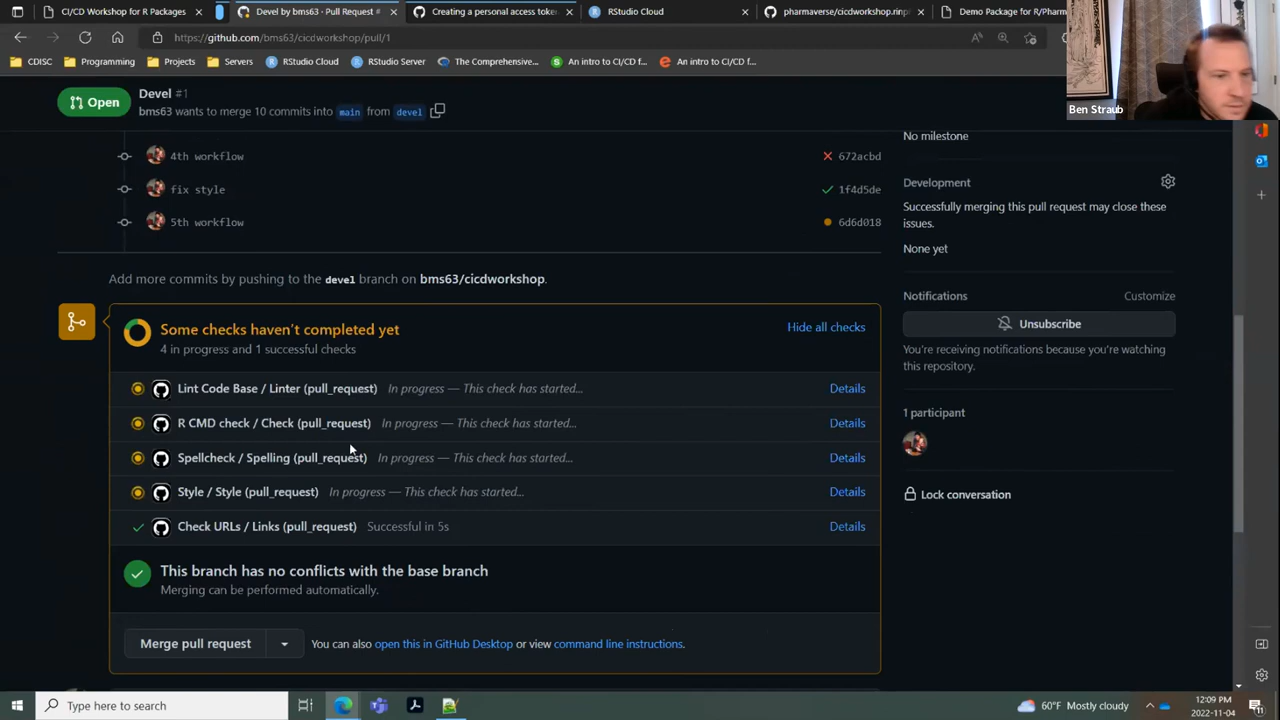 CI/CD Workshop for R Packages
Devel by bms63 · Pull Request #
Creating a personal access toke
RStudio Cloud
pharmaverse/cicdworkshop.rinp
Demo Package for R/Pharm
https://github.com/bms63/cicdworkshop/pull/1
CDISC
Programming
Projects
Servers
RStudio Cloud
RStudio Server
The Comprehensive...
An intro to CI/CD f...
An intro to CI/CD f...
Ben Straub
Open
Devel #1
bms63 wants to merge 10 commits into main from devel
4th workflow
672acbd
fix style
1f4d5de
5th workflow
6d6d018
Add more commits by pushing to the devel branch on bms63/cicdworkshop.
Some checks haven't completed yet
4 in progress and 1 successful checks
Hide all checks
Lint Code Base / Linter (pull_request) In progress — This check has started... Details
R CMD check / Check (pull_request) In progress — This check has started... Details
Spellcheck / Spelling (pull_request) In progress — This check has started... Details
Style / Style (pull_request) In progress — This check has started... Details
Check URLs / Links (pull_request) Successful in 5s Details
This branch has no conflicts with the base branch
Merging can be performed automatically.
Merge pull request
You can also open this in GitHub Desktop or view command line instructions.
No milestone
Development
Successfully merging this pull request may close these
issues.
None yet
Notifications
Customize
Unsubscribe
You're receiving notifications because you're watching
this repository.
1 participant
Lock conversation
Type here to search
60°F Mostly cloudy
12:09 PM
2022-11-04